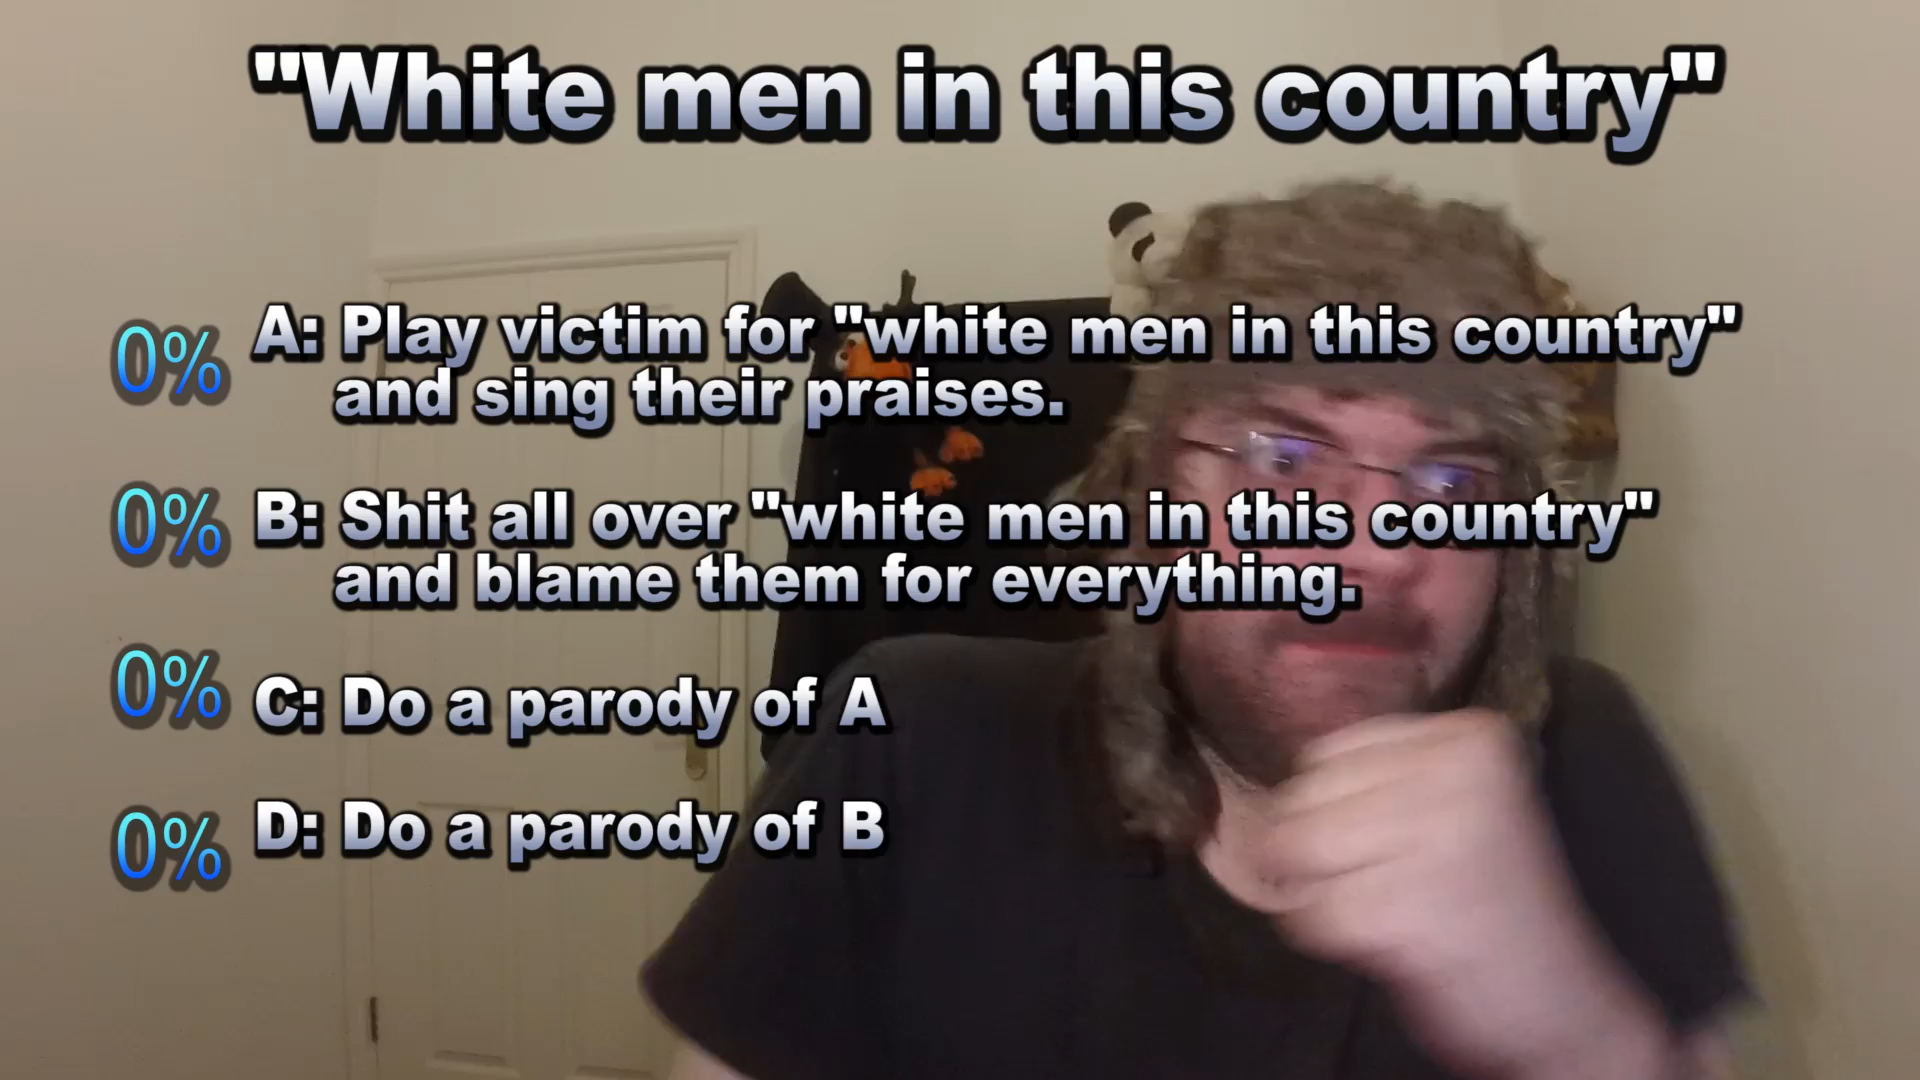 "White men in this country"
0% A: Play victim for "white men in this country"
and sing their praises.
0% B: Shit all over "white men in this country"
and blame them for everything.
0% C: Do a parody of A
0% D: Do a parody of B